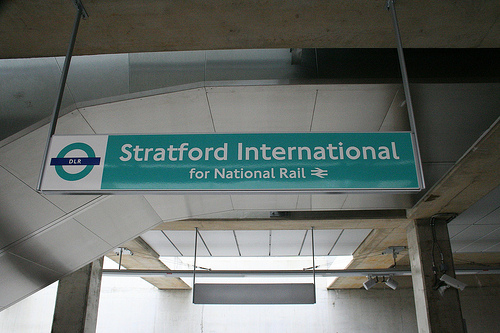 DLR
Stratford International
for National Rail